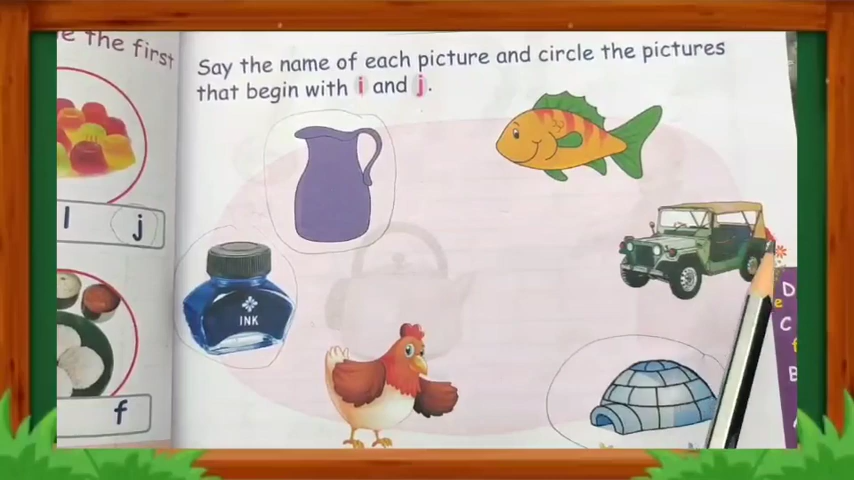 e the first
Say the name of each picture and circle the pictures
that begin with i and j.
l j
INK
f
D
e
C
f
B